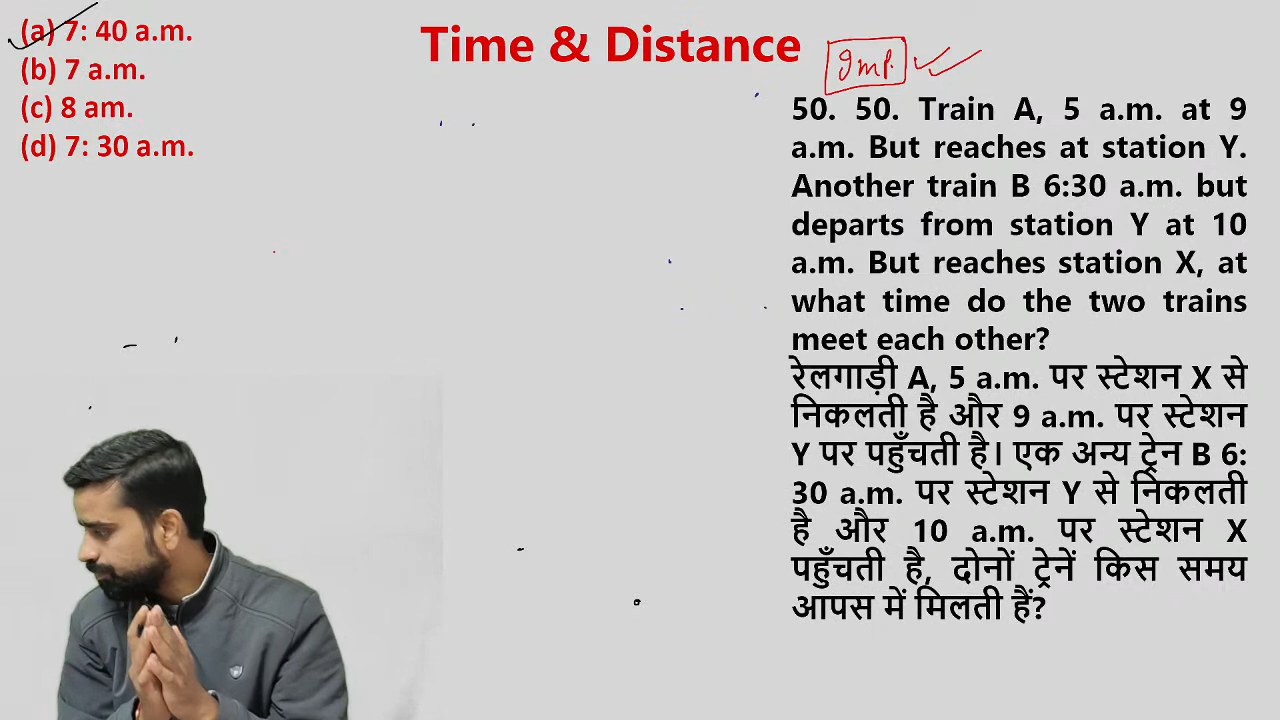 (a) 7: 40 a.m.
(b) 7 a.m.
(c) 8 am.
(d) 7: 30 a.m.
Time & Distance
Imp.
50. 50. Train A, 5 a.m. at 9
a.m. But reaches at station Y.
Another train B 6:30 a.m. but
departs from station Y at 10
a.m. But reaches station X, at
what time do the two trains
meet each other?
रेलगाड़ी A, 5 a.m. पर स्टेशन X से
निकलती है और 9 a.m. पर स्टेशन
Y पर पहुँचती है। एक अन्य ट्रेन B 6:
30 a.m. पर स्टेशन Y से निकलती
है और 10 a.m. पर स्टेशन X
पहुँचती है, दोनों ट्रेनें किस समय
आपस में मिलती हैं?